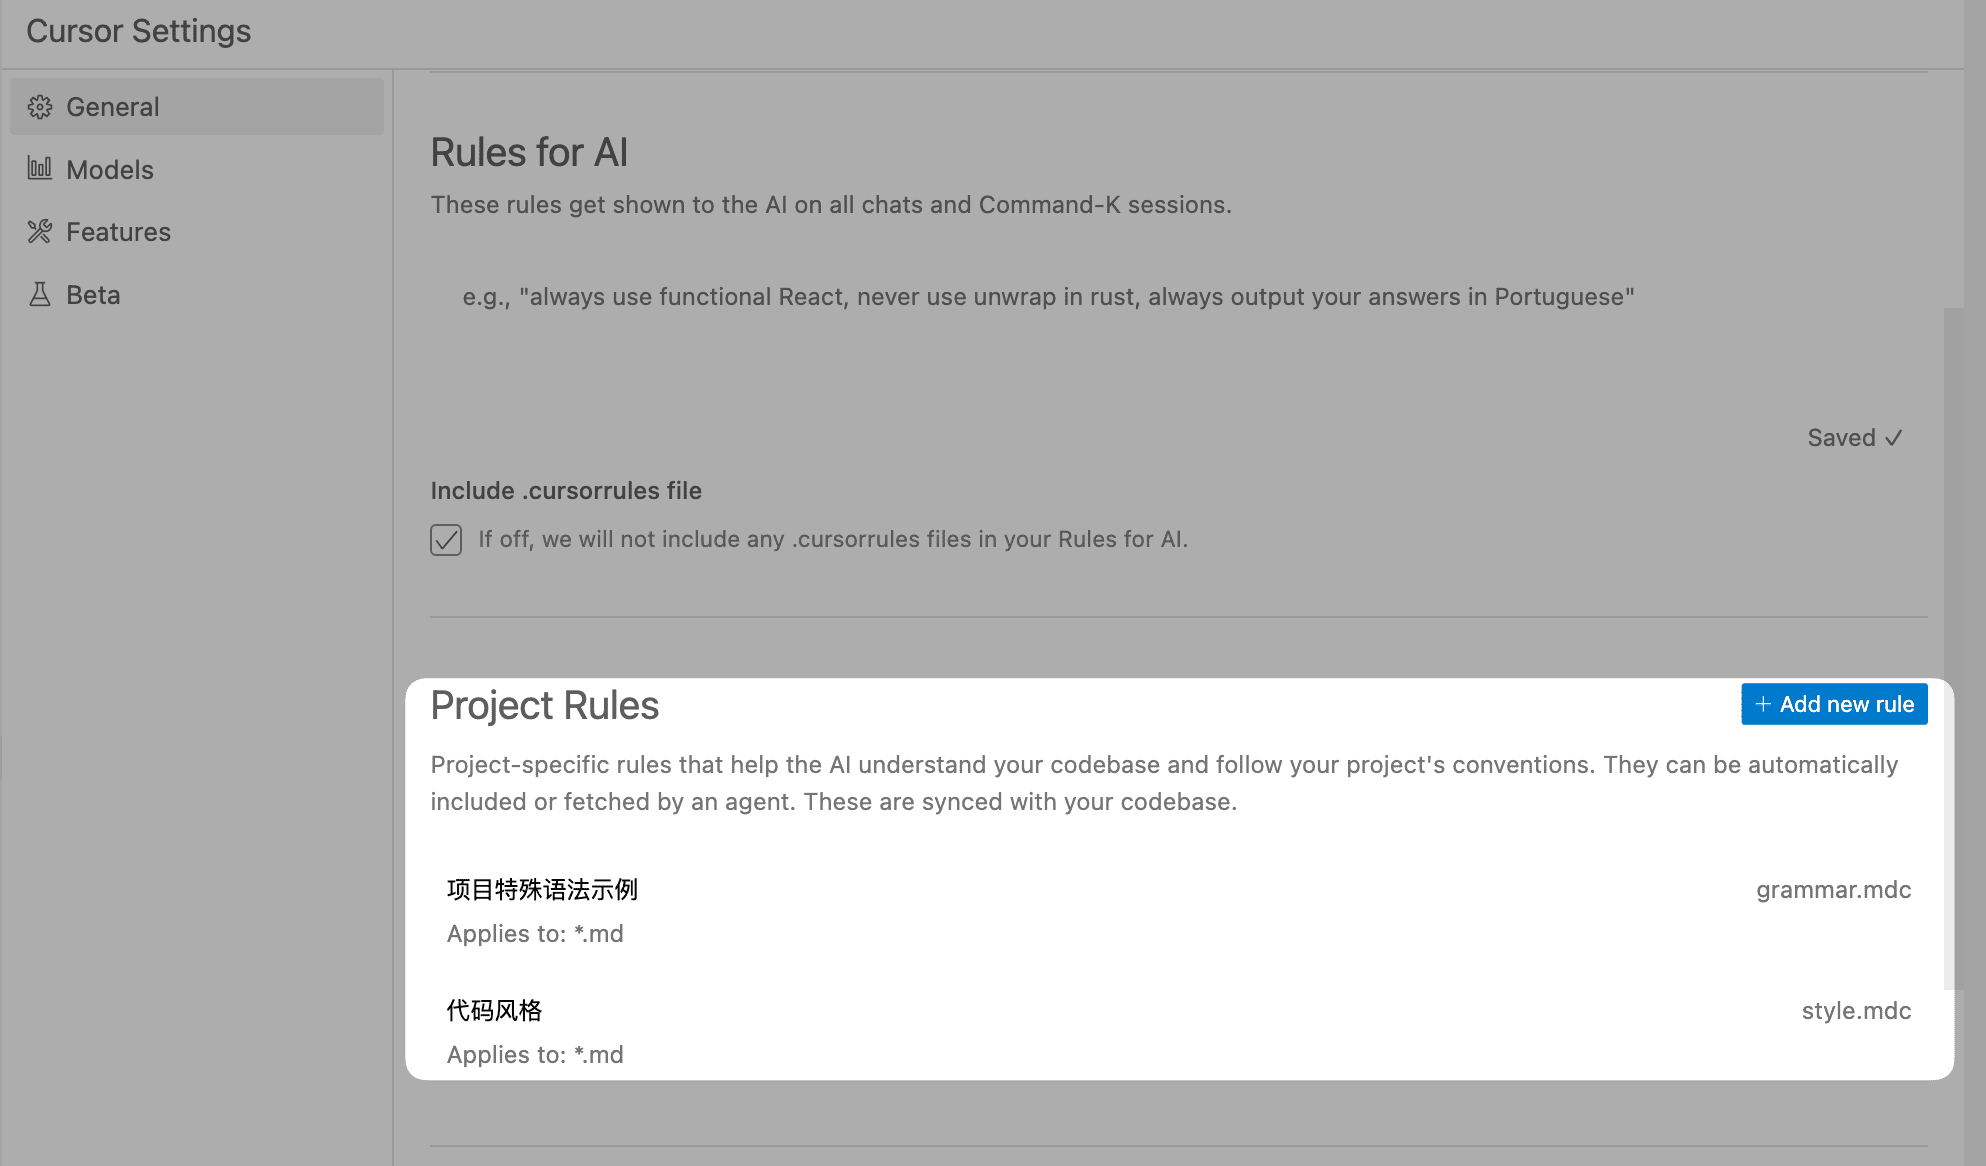 Cursor Settings
General
Models
Features
Beta
Rules for AI
These rules get shown to the AI on all chats and Command-K sessions.
e.g., "always use functional React, never use unwrap in rust, always output your answers in Portuguese"
Saved ✓
Include .cursorrules file
If off, we will not include any .cursorrules files in your Rules for AI.
Project Rules
+ Add new rule
Project-specific rules that help the AI understand your codebase and follow your project's conventions. They can be automatically
included or fetched by an agent. These are synced with your codebase.
项目特殊语法示例
grammar.mdc
Applies to: *.md
代码风格
style.mdc
Applies to: *.md